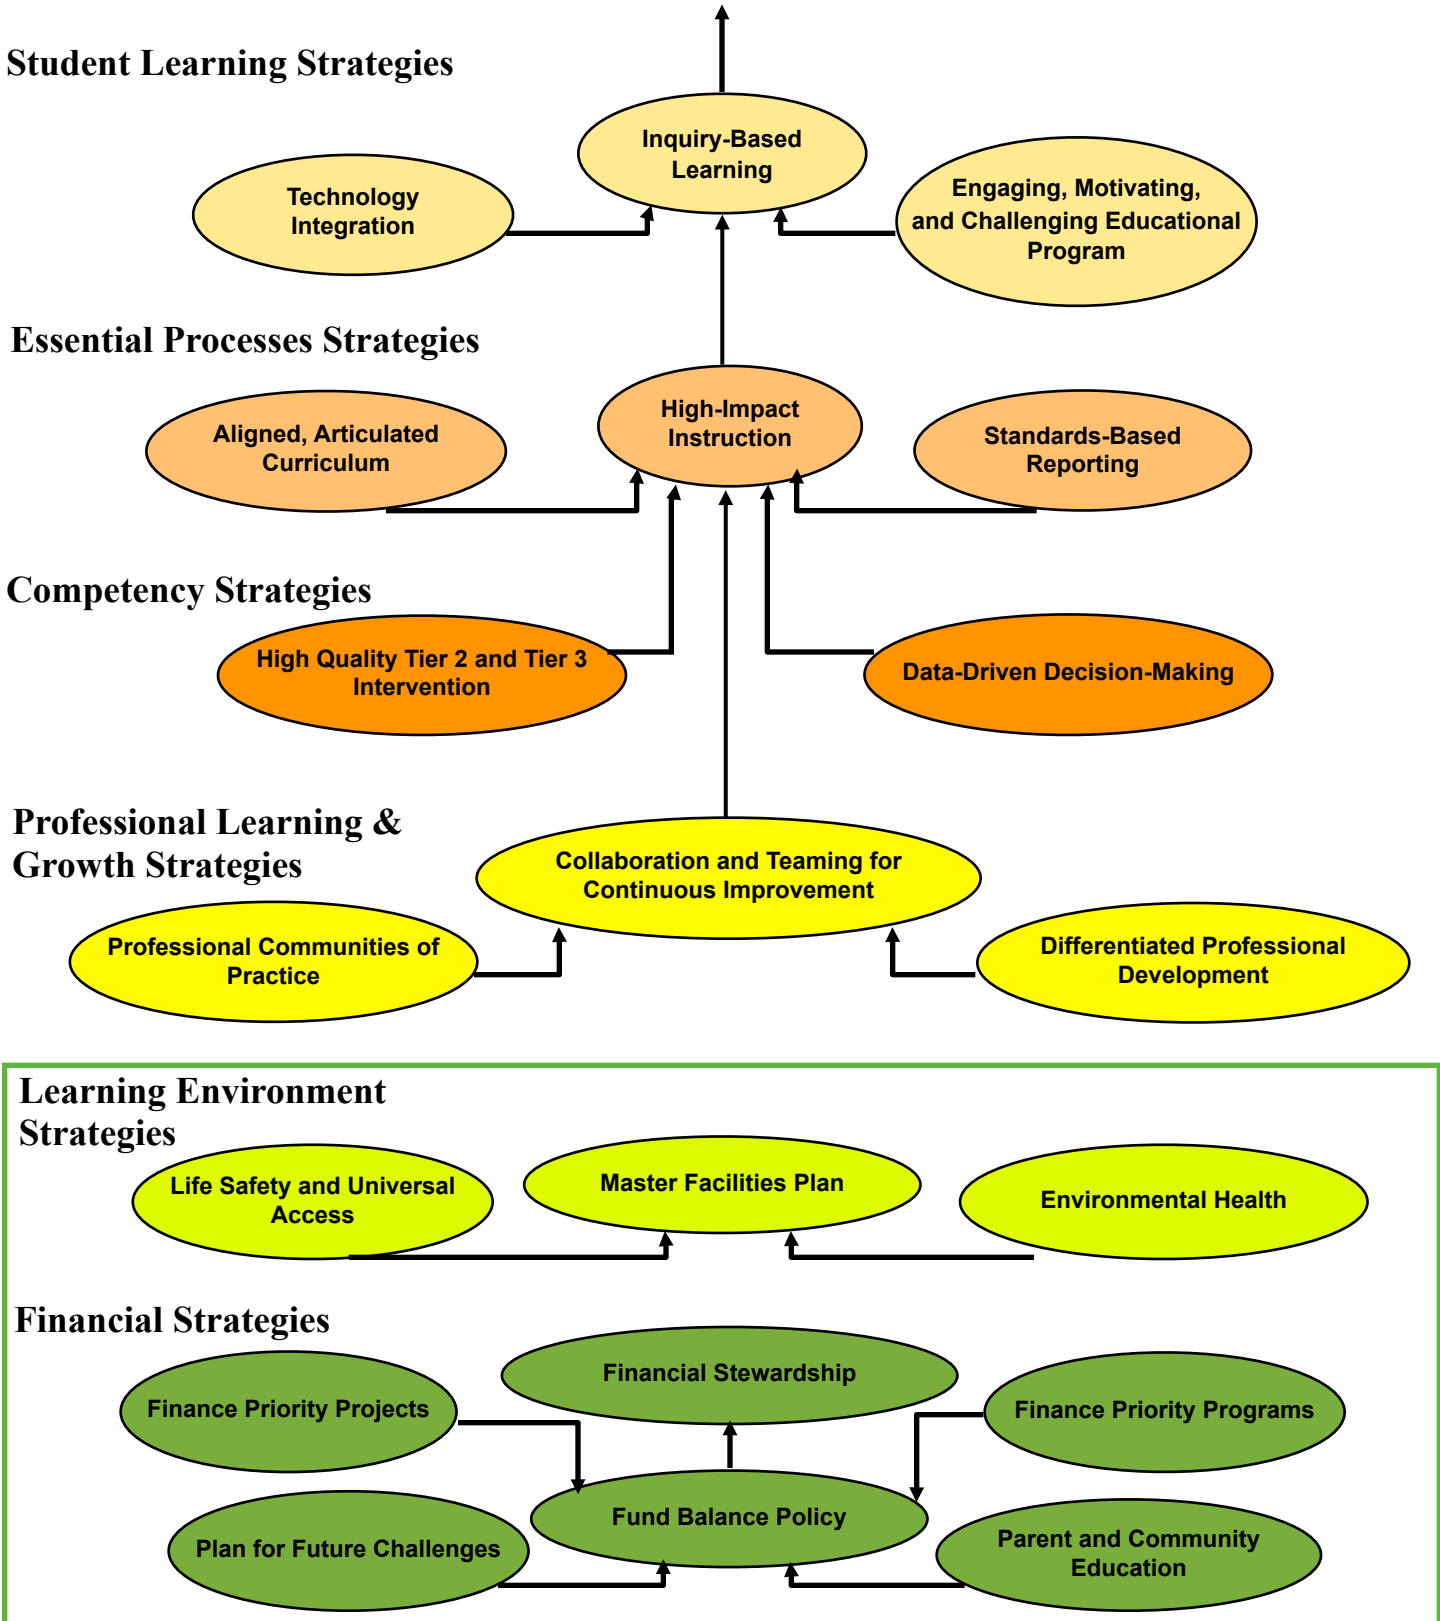 Student Learning Strategies
Inquiry-Based
Learning
Technology
Integration
Engaging, Motivating,
and Challenging Educational
Program
Essential Processes Strategies
High-Impact
Instruction
Aligned, Articulated
Curriculum
Standards-Based
Reporting
Competency Strategies
High Quality Tier 2 and Tier 3
Intervention
Data-Driven Decision-Making
Professional Learning &
Growth Strategies
Collaboration and Teaming for
Continuous Improvement
Professional Communities of
Practice
Differentiated Professional
Development
Learning Environment
Strategies
Life Safety and Universal
Access
Master Facilities Plan
Environmental Health
Financial Strategies
Financial Stewardship
Finance Priority Projects
Finance Priority Programs
Fund Balance Policy
Plan for Future Challenges
Parent and Community
Education